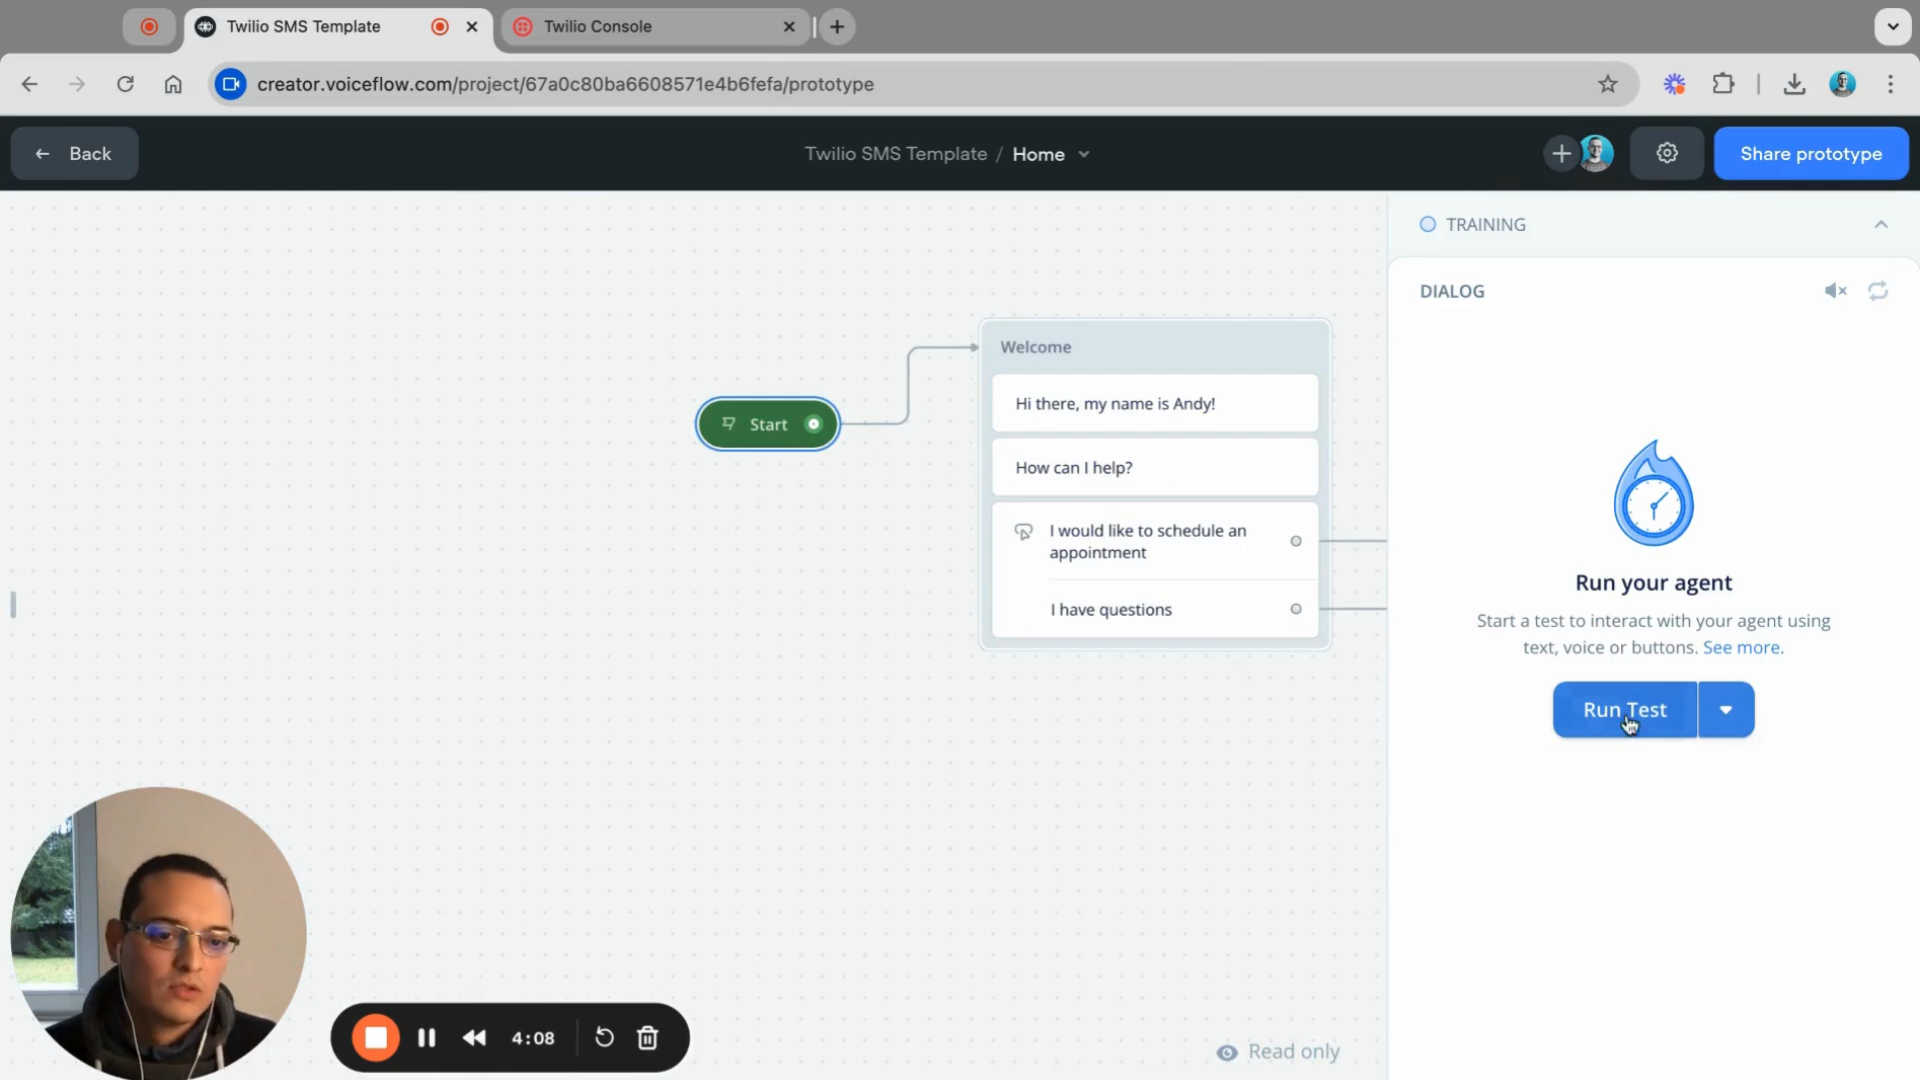 Twilio SMS Template
Twilio Console
creator.voiceflow.com/project/67a0c80ba6608571e4b6fefa/prototype
Back
Twilio SMS Template / Home
Share prototype
TRAINING
DIALOG
Welcome
Hi there, my name is Andy!
Start
How can I help?
I would like to schedule an
appointment
I have questions
Run your agent
Start a test to interact with your agent using
text, voice or buttons. See more.
Run Test
4:08
Read only